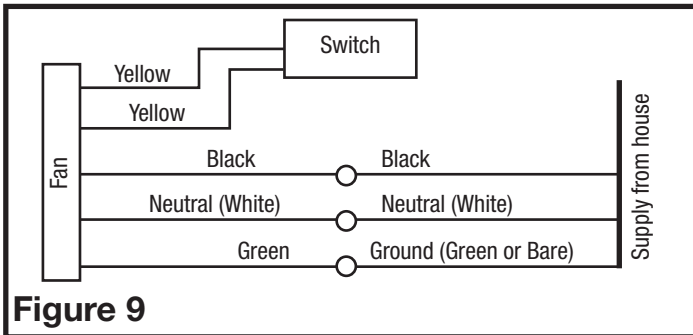 Switch
Yellow
Yellow
Fan
Black Black
Neutral (White) Neutral (White)
Green Ground (Green or Bare)
Supply from house
Figure 9